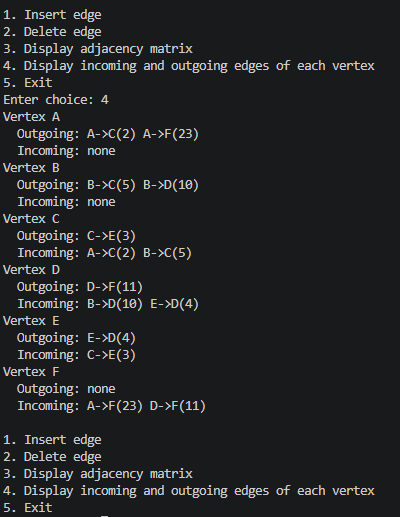 1. Insert edge
2. Delete edge
3. Display adjacency matrix
4. Display incoming and outgoing edges of each vertex
5. Exit
Enter choice: 4
Vertex A
  Outgoing: A->C(2) A->F(23)
  Incoming: none
Vertex B
  Outgoing: B->C(5) B->D(10)
  Incoming: none
Vertex C
  Outgoing: C->E(3)
  Incoming: A->C(2) B->C(5)
Vertex D
  Outgoing: D->F(11)
  Incoming: B->D(10) E->D(4)
Vertex E
  Outgoing: E->D(4)
  Incoming: C->E(3)
Vertex F
  Outgoing: none
  Incoming: A->F(23) D->F(11)

1. Insert edge
2. Delete edge
3. Display adjacency matrix
4. Display incoming and outgoing edges of each vertex
5. Exit